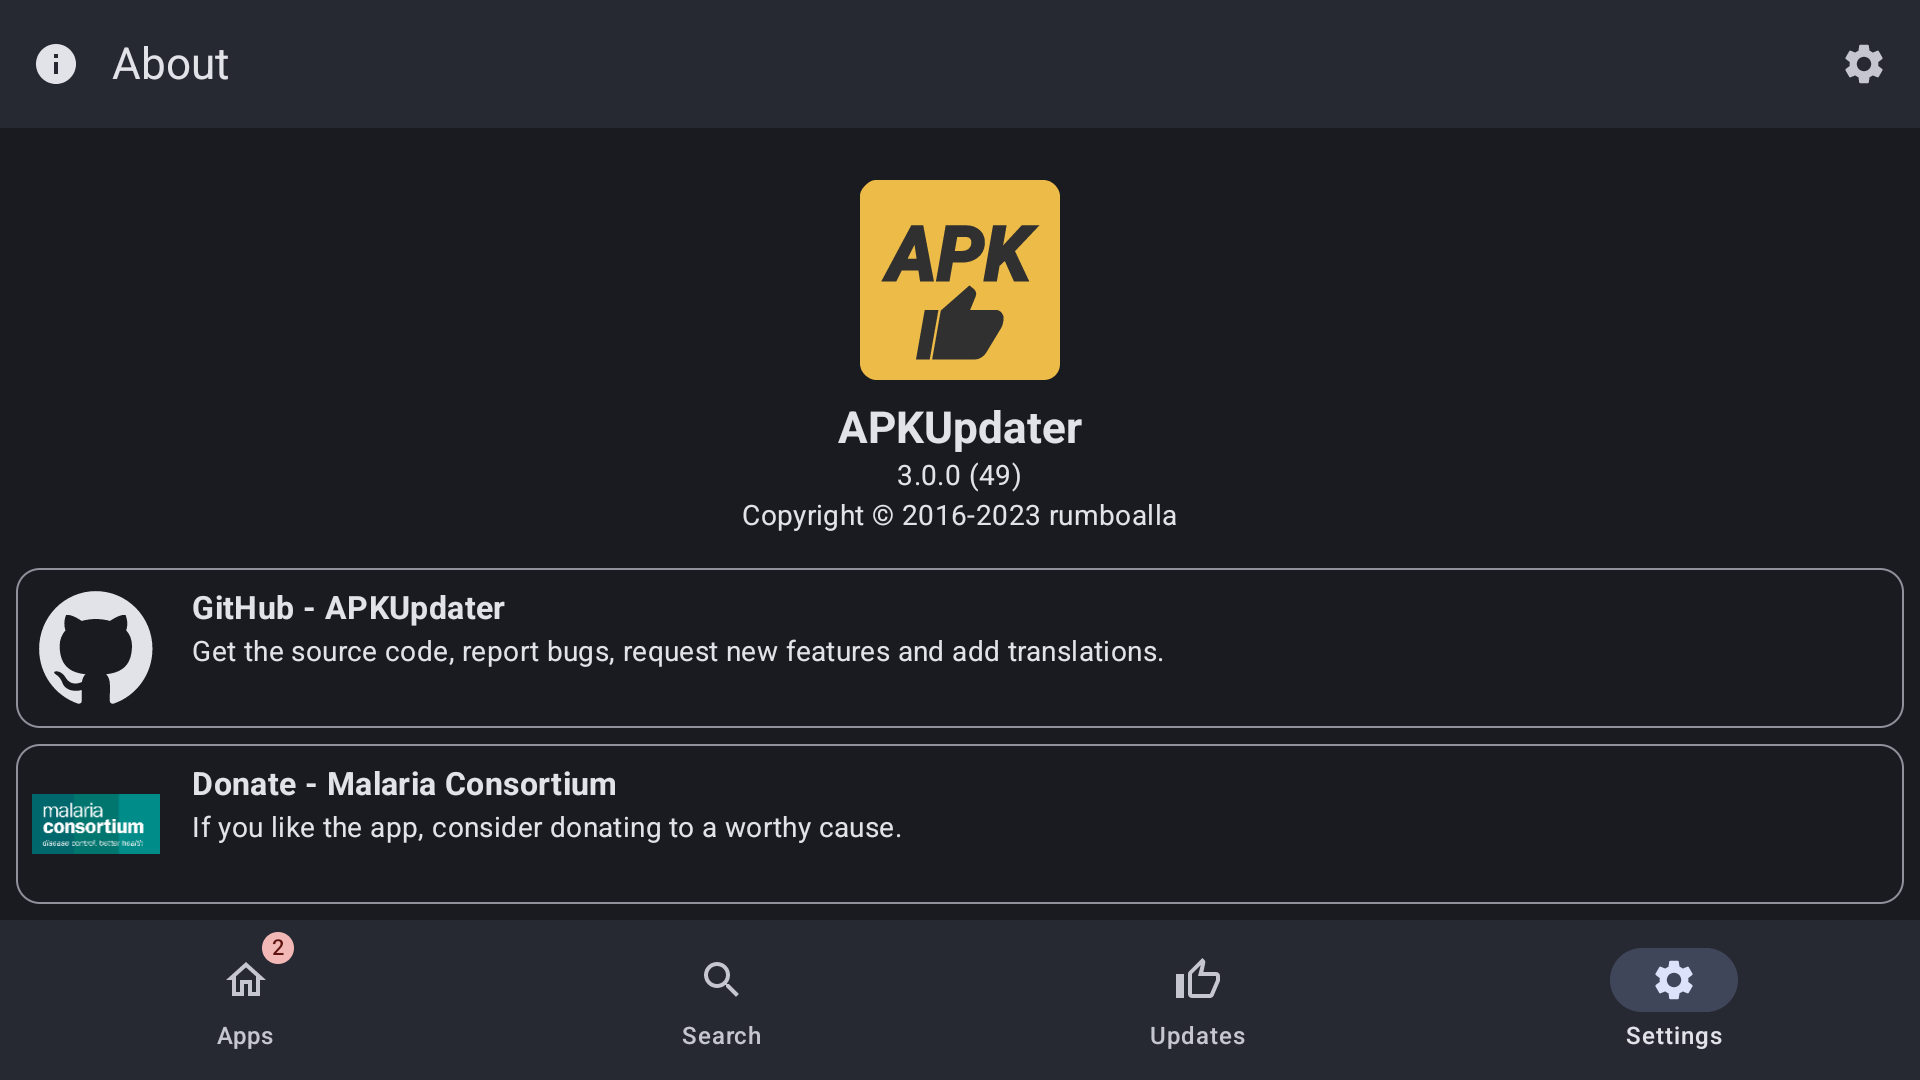 About
APK
APKUpdater
3.0.0 (49)
Copyright © 2016-2023 rumboalla
GitHub - APKUpdater
Get the source code, report bugs, request new features and add translations.
malaria
consortium
disease control, better health
Donate - Malaria Consortium
If you like the app, consider donating to a worthy cause.
2
Apps
Search
Updates
Settings